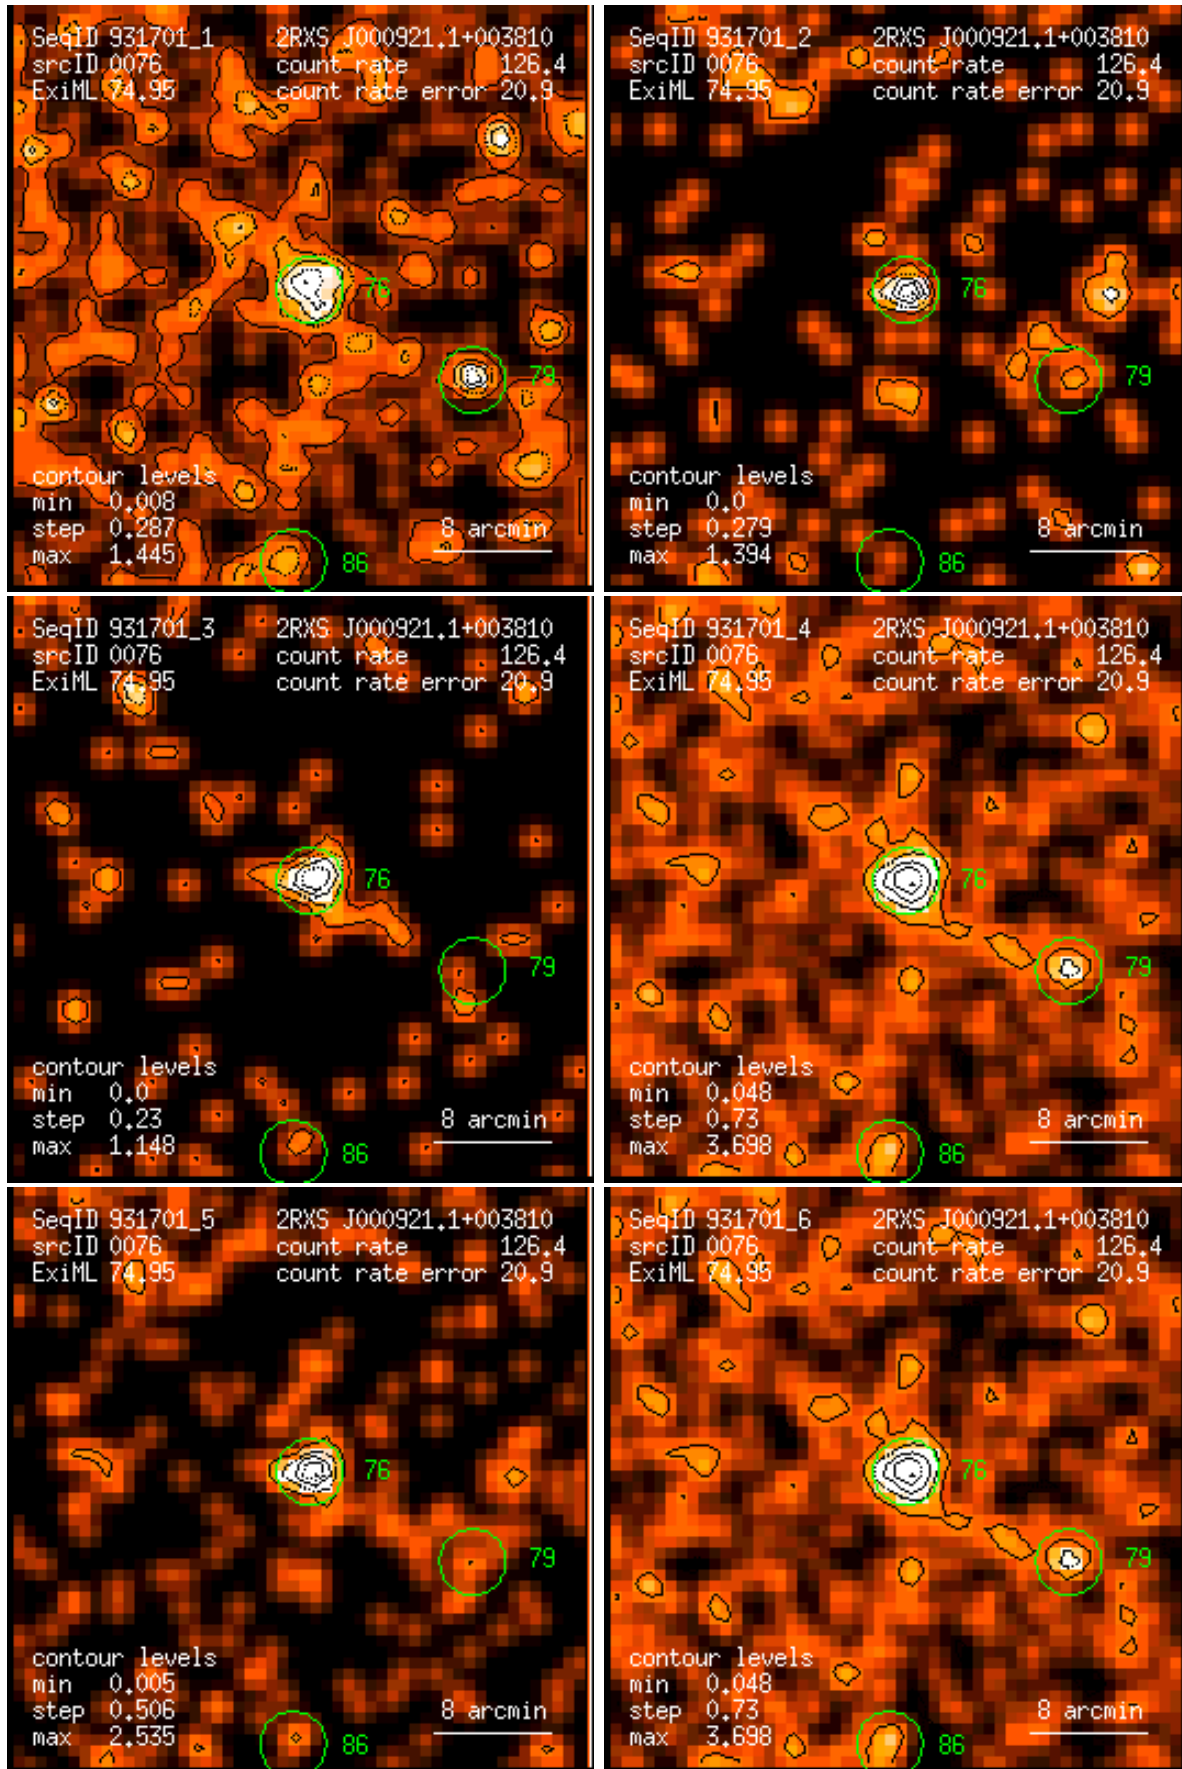 SeqID 931701_1 2RXS J000921.1+003810
srcID 0076 count rate 126.4
ExiML 74.95 count rate error 20.9
76
79
contour levels
min 0.008
step 0.287 8 arcmin
max 1.445 86
SeqID 931701_2 2RXS J000921.1+003810
srcID 0076 count rate 126.4
ExiML 74.95 count rate error 20.9
76
79
contour levels
min 0.0
step 0.279 8 arcmin
max 1.394 86
SeqID 931701_3 2RXS J000921.1+003810
srcID 0076 count rate 126.4
ExiML 74.95 count rate error 20.9
76
79
contour levels
min 0.0
step 0.23 8 arcmin
max 1.148 86
SeqID 931701_4 2RXS J000921.1+003810
srcID 0076 count rate 126.4
ExiML 74.95 count rate error 20.9
76
79
contour levels
min 0.048
step 0.73 8 arcmin
max 3.698 86
SeqID 931701_5 2RXS J000921.1+003810
srcID 0076 count rate 126.4
ExiML 74.95 count rate error 20.9
76
79
contour levels
min 0.005
step 0.506 8 arcmin
max 2.535 86
SeqID 931701_6 2RXS J000921.1+003810
srcID 0076 count rate 126.4
ExiML 74.95 count rate error 20.9
76
79
contour levels
min 0.048
step 0.73 8 arcmin
max 3.698 86